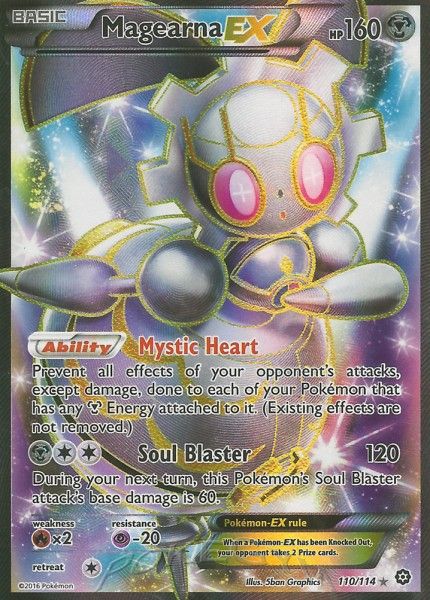 BASIC
Magearna EX HP160
Ability Mystic Heart
Prevent all effects of your opponent's attacks,
except damage, done to each of your Pokémon that
has any Energy attached to it. (Existing effects are
not removed.)
Soul Blaster 120
During your next turn, this Pokémon's Soul Blaster
attack's base damage is 60.
weakness resistance
×2 -20
Pokémon-EX rule
When a Pokémon-EX has been Knocked Out,
your opponent takes 2 Prize cards.
retreat
©2016 Pokémon
Illus. 5ban Graphics
110/114